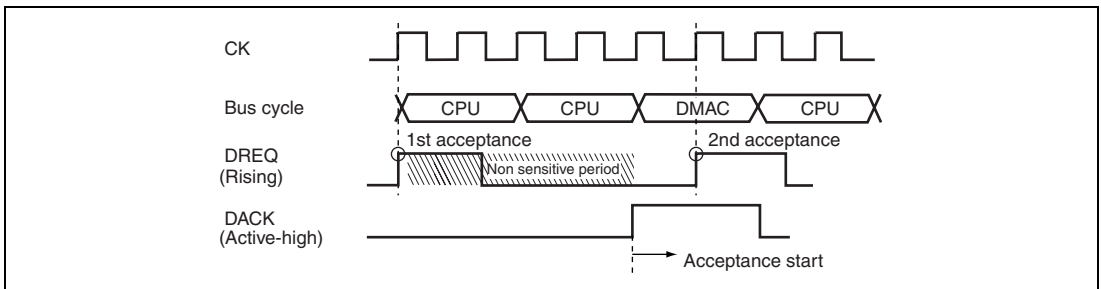 CK
Bus cycle
CPU CPU DMAC CPU
1st acceptance 2nd acceptance
DREQ
(Rising)
Non sensitive period
DACK
(Active-high)
Acceptance start